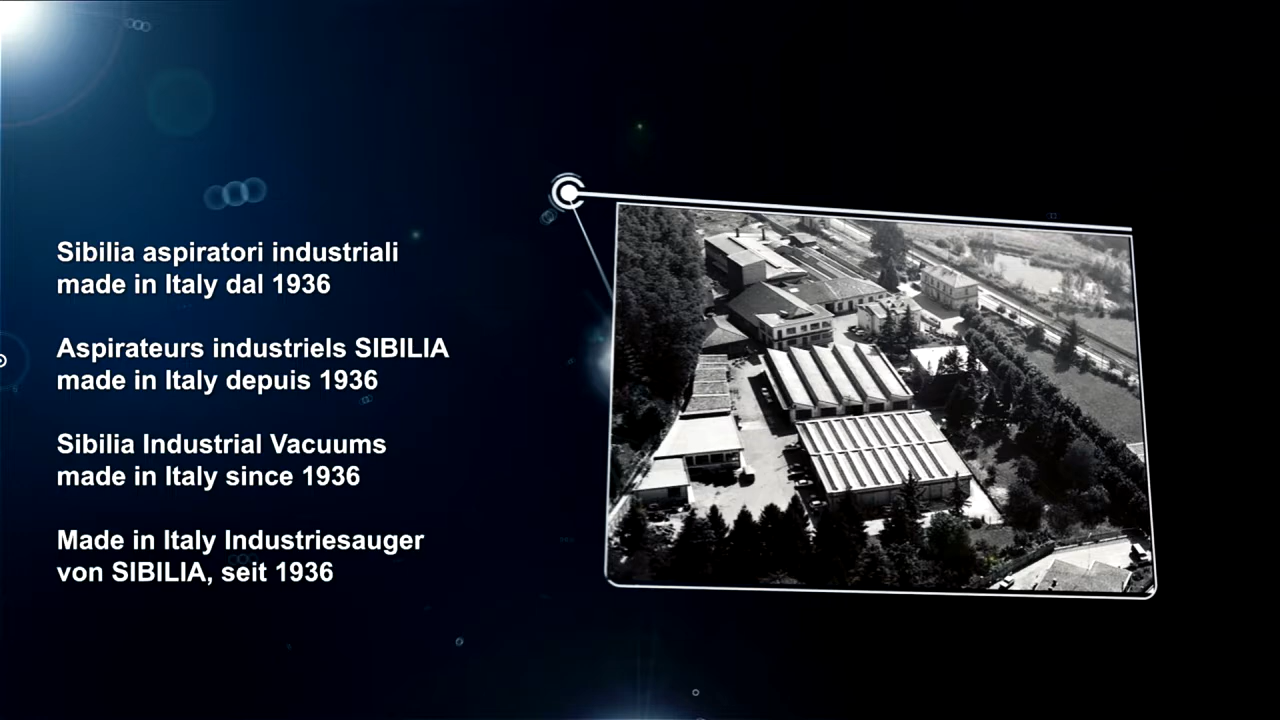 Sibilia aspiratori industriali
made in Italy dal 1936
Aspirateurs industriels SIBILIA
made in Italy depuis 1936
Sibilia Industrial Vacuums
made in Italy since 1936
Made in Italy Industriesauger
von SIBILIA, seit 1936